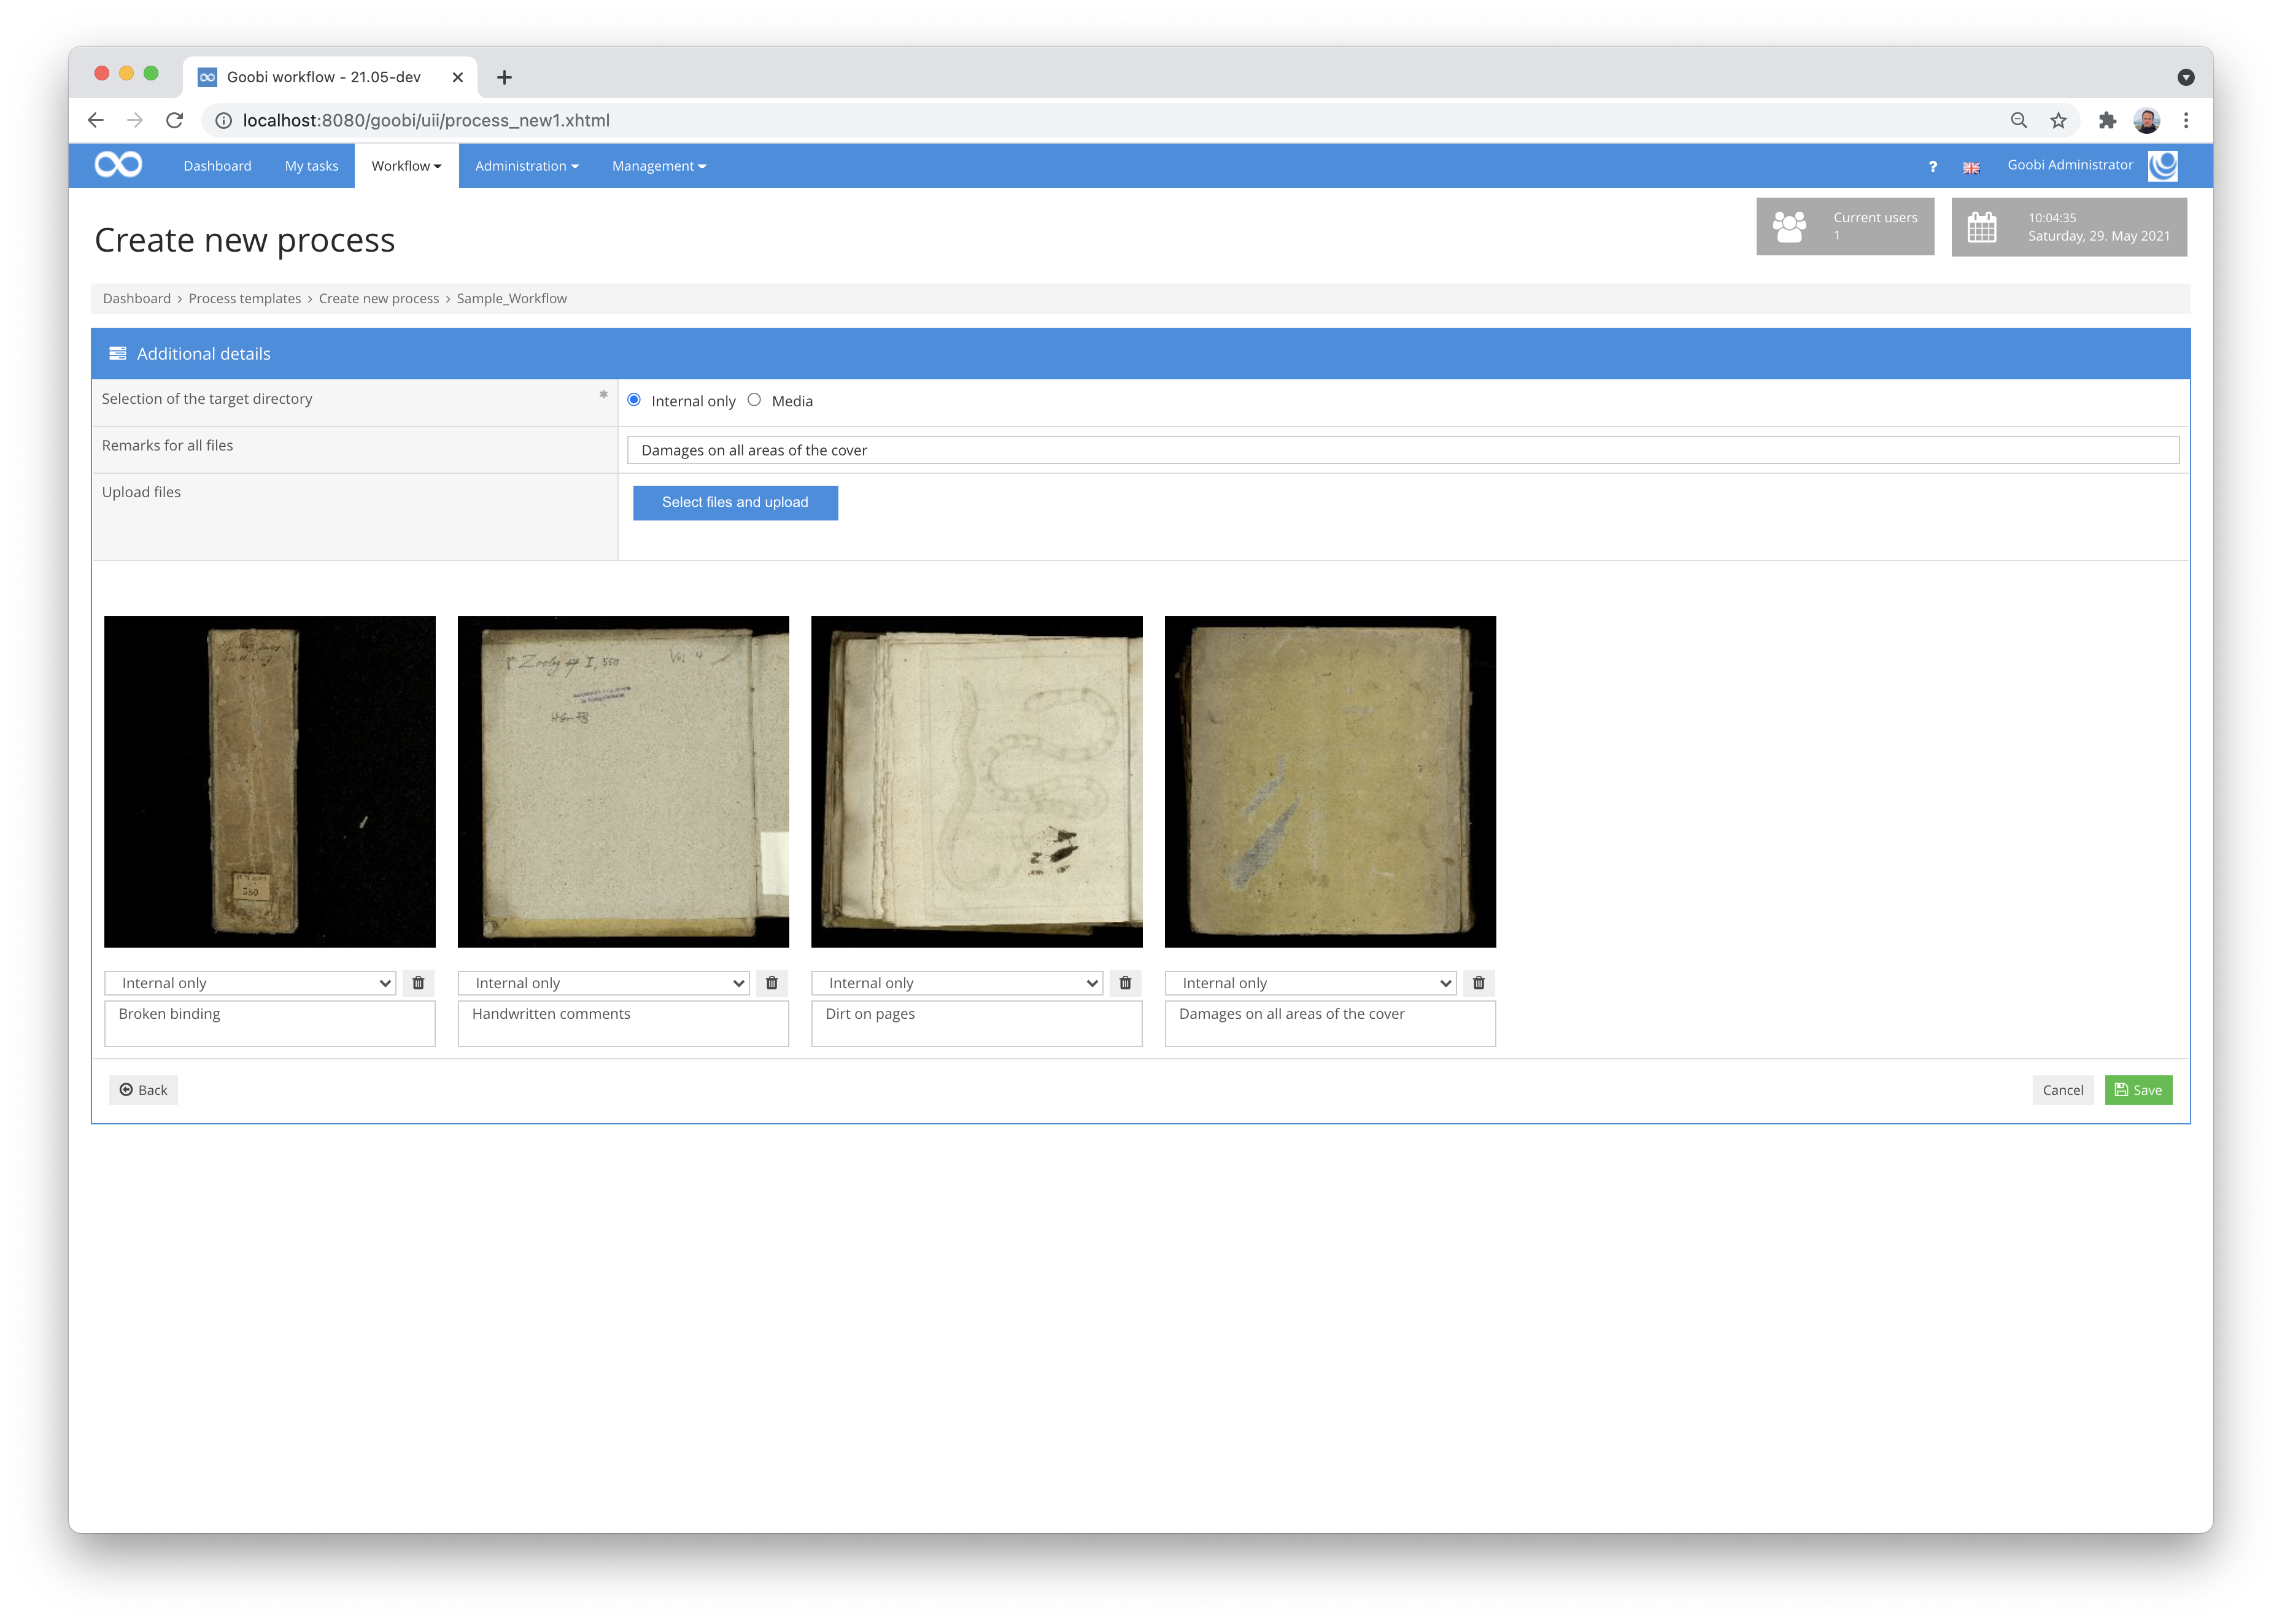 Goobi workflow - 21.05-dev
localhost:8080/goobi/uii/process_new1.xhtml
Dashboard My tasks Workflow Administration Management ? Goobi Administrator
Create new process
Current users
1
10:04:35
Saturday, 29. May 2021
Dashboard › Process templates › Create new process › Sample_Workflow
Additional details
Selection of the target directory * Internal only Media
Remarks for all files Damages on all areas of the cover
Upload files Select files and upload
Zoolog I, 550
550
Internal only Internal only Internal only Internal only
Broken binding Handwritten comments Dirt on pages Damages on all areas of the cover
Back Cancel Save